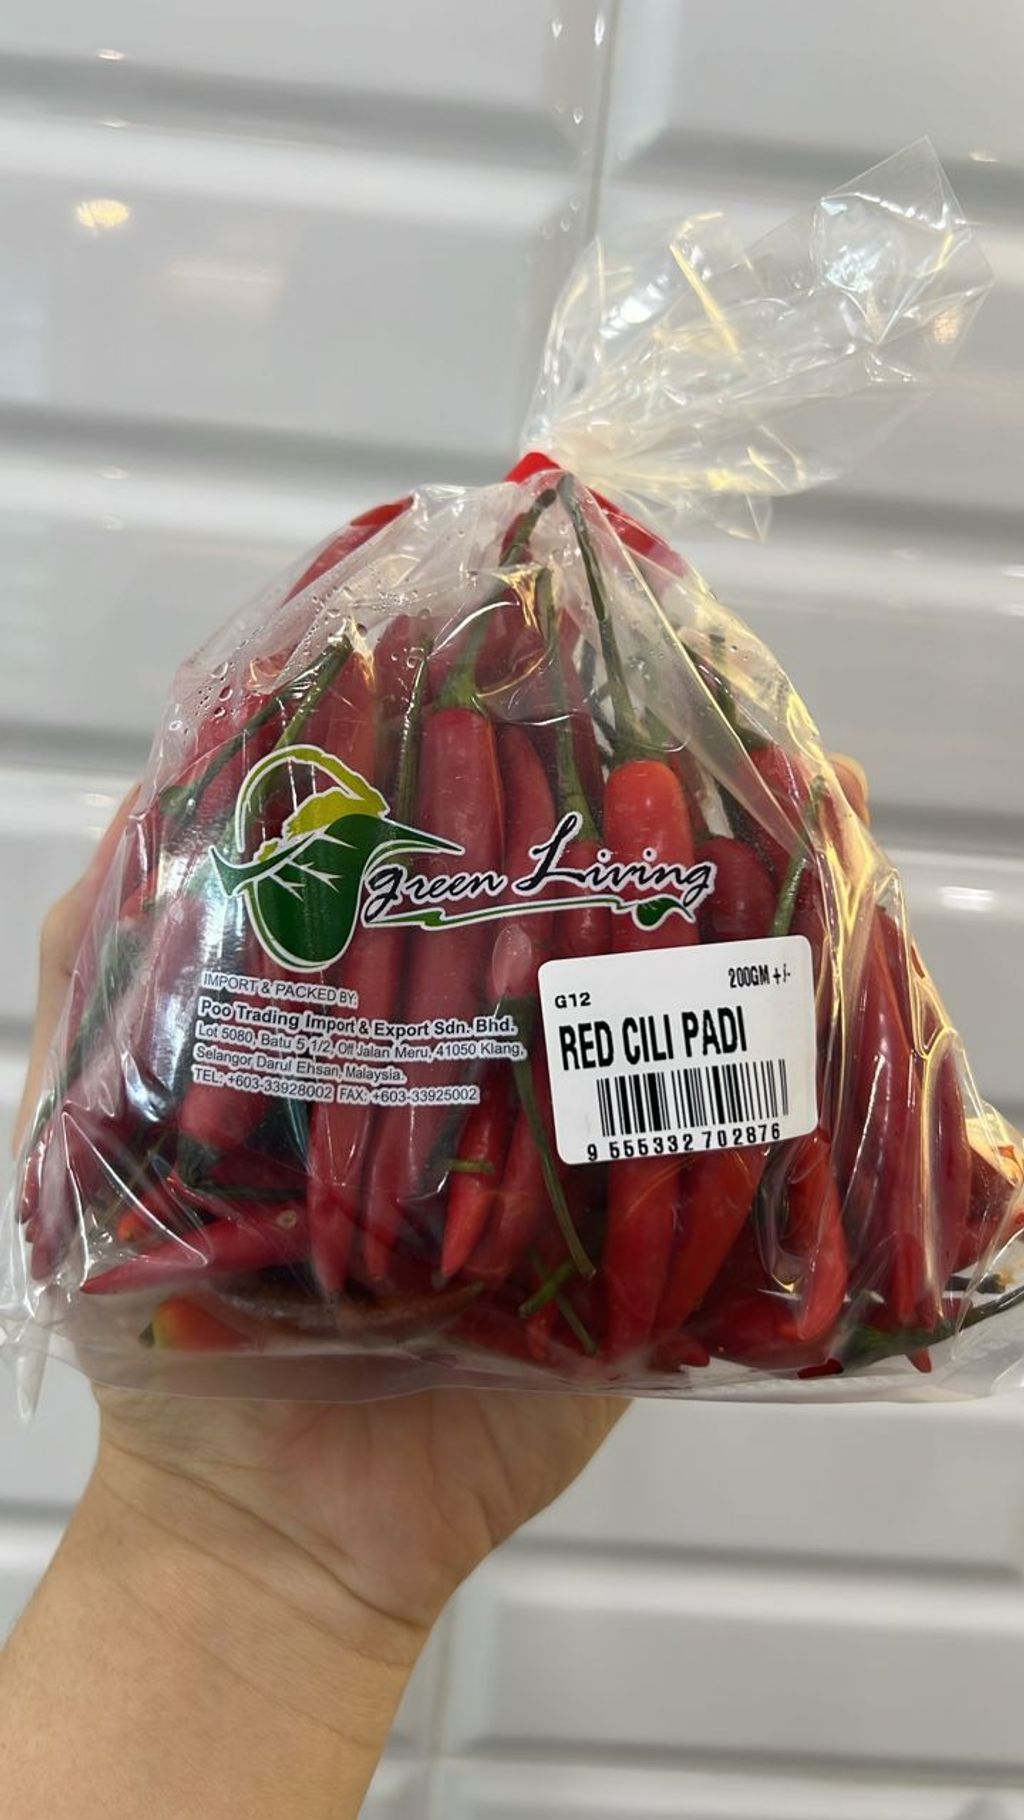 green Living
IMPORT & PACKED BY:
Poo Trading Import & Export Sdn. Bhd.
Lot 5080, Batu 5 1/2, Off Jalan Meru, 41050 Klang,
Selangor Darul Ehsan, Malaysia.
TEL: +603-33928002 FAX: +603-33925002
200GM +/-
G12
RED CILI PADI
9 555332 702876